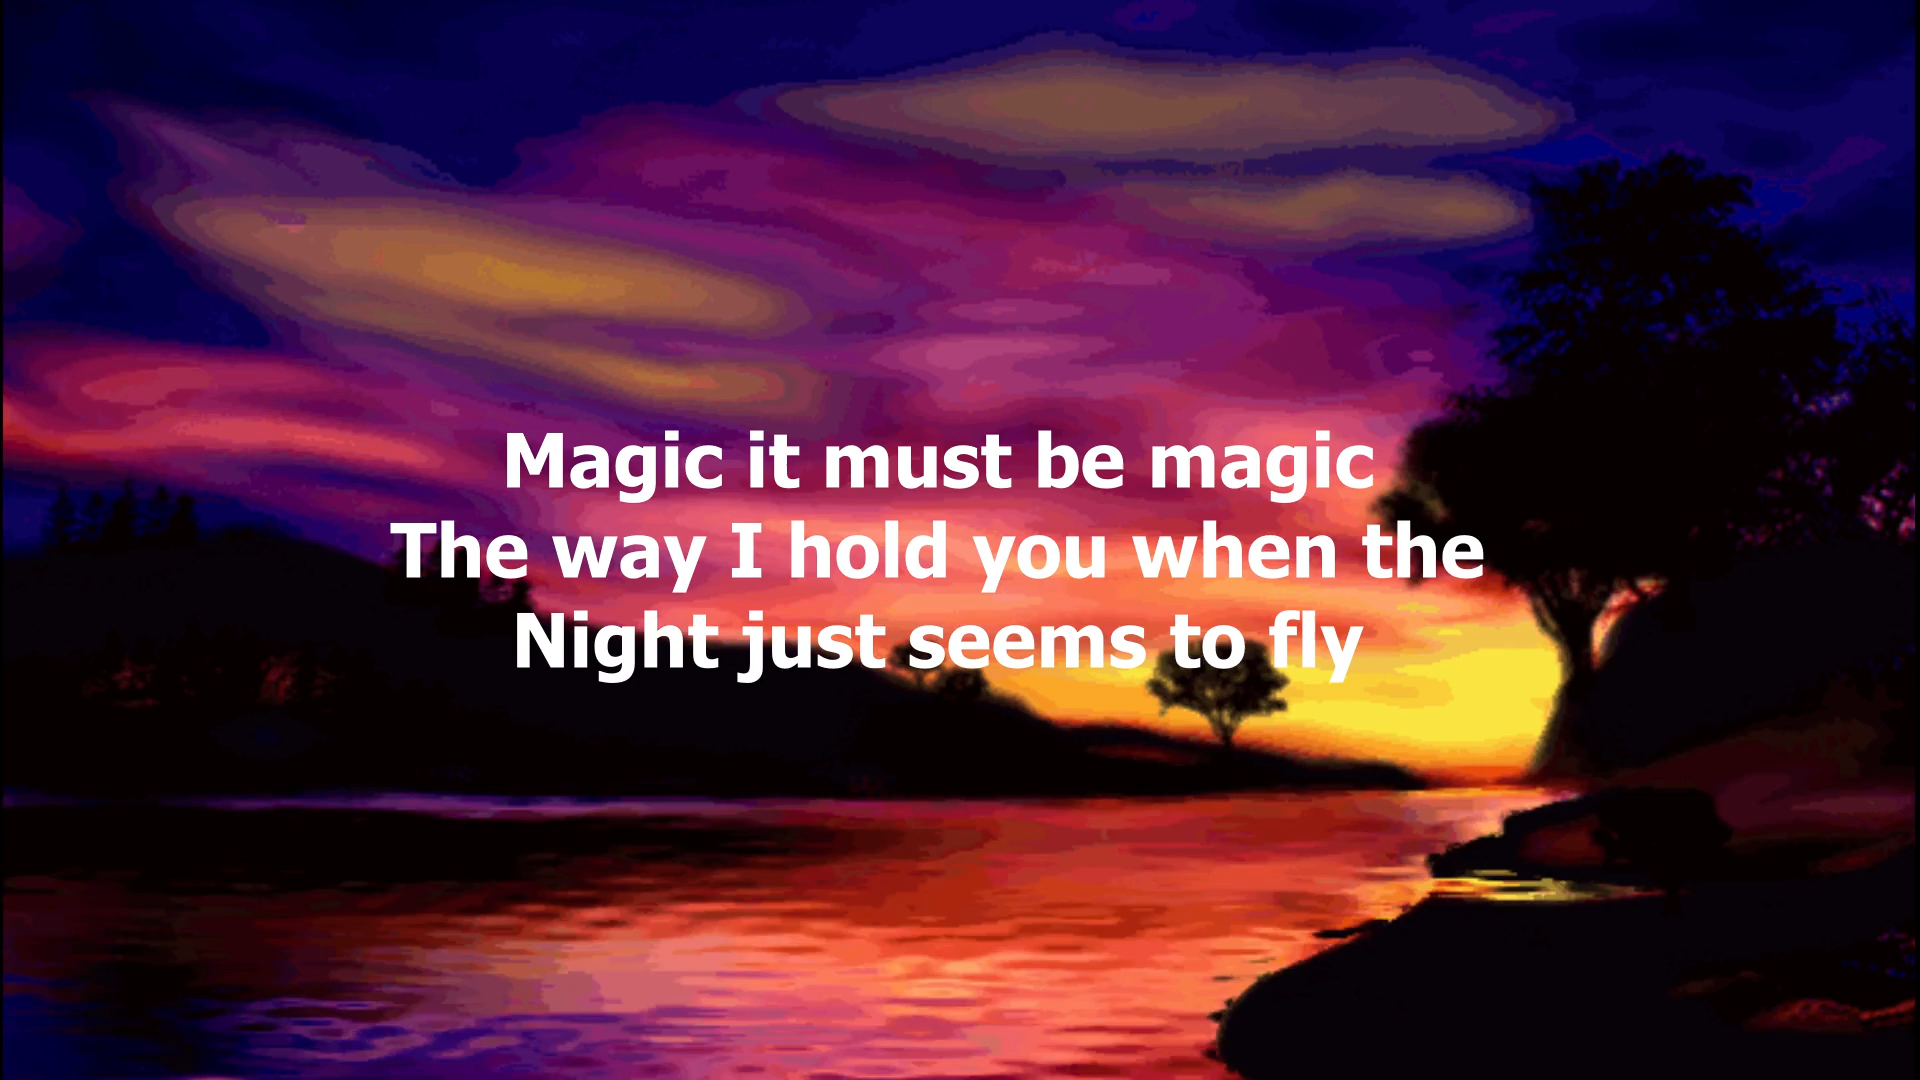 Magic it must be magic
The way I hold you when the
Night just seems to fly